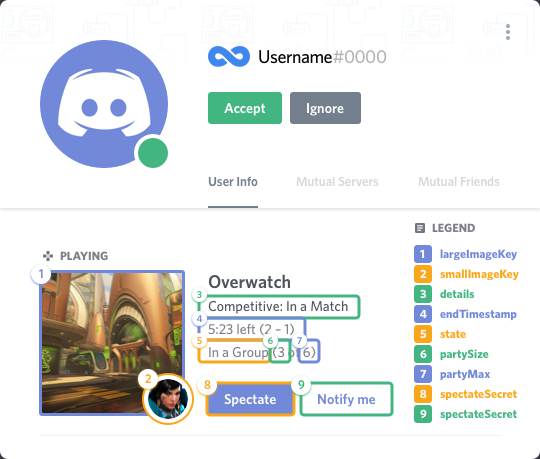 Username#0000
Accept Ignore
User Info Mutual Servers Mutual Friends
PLAYING
1
Overwatch
3
Competitive: In a Match
4
5:23 left (2 – 1)
5 6 7
In a Group (3 of 6)
2
8 9
Spectate Notify me
LEGEND
1 largeImageKey
2 smallImageKey
3 details
4 endTimestamp
5 state
6 partySize
7 partyMax
8 spectateSecret
9 spectateSecret